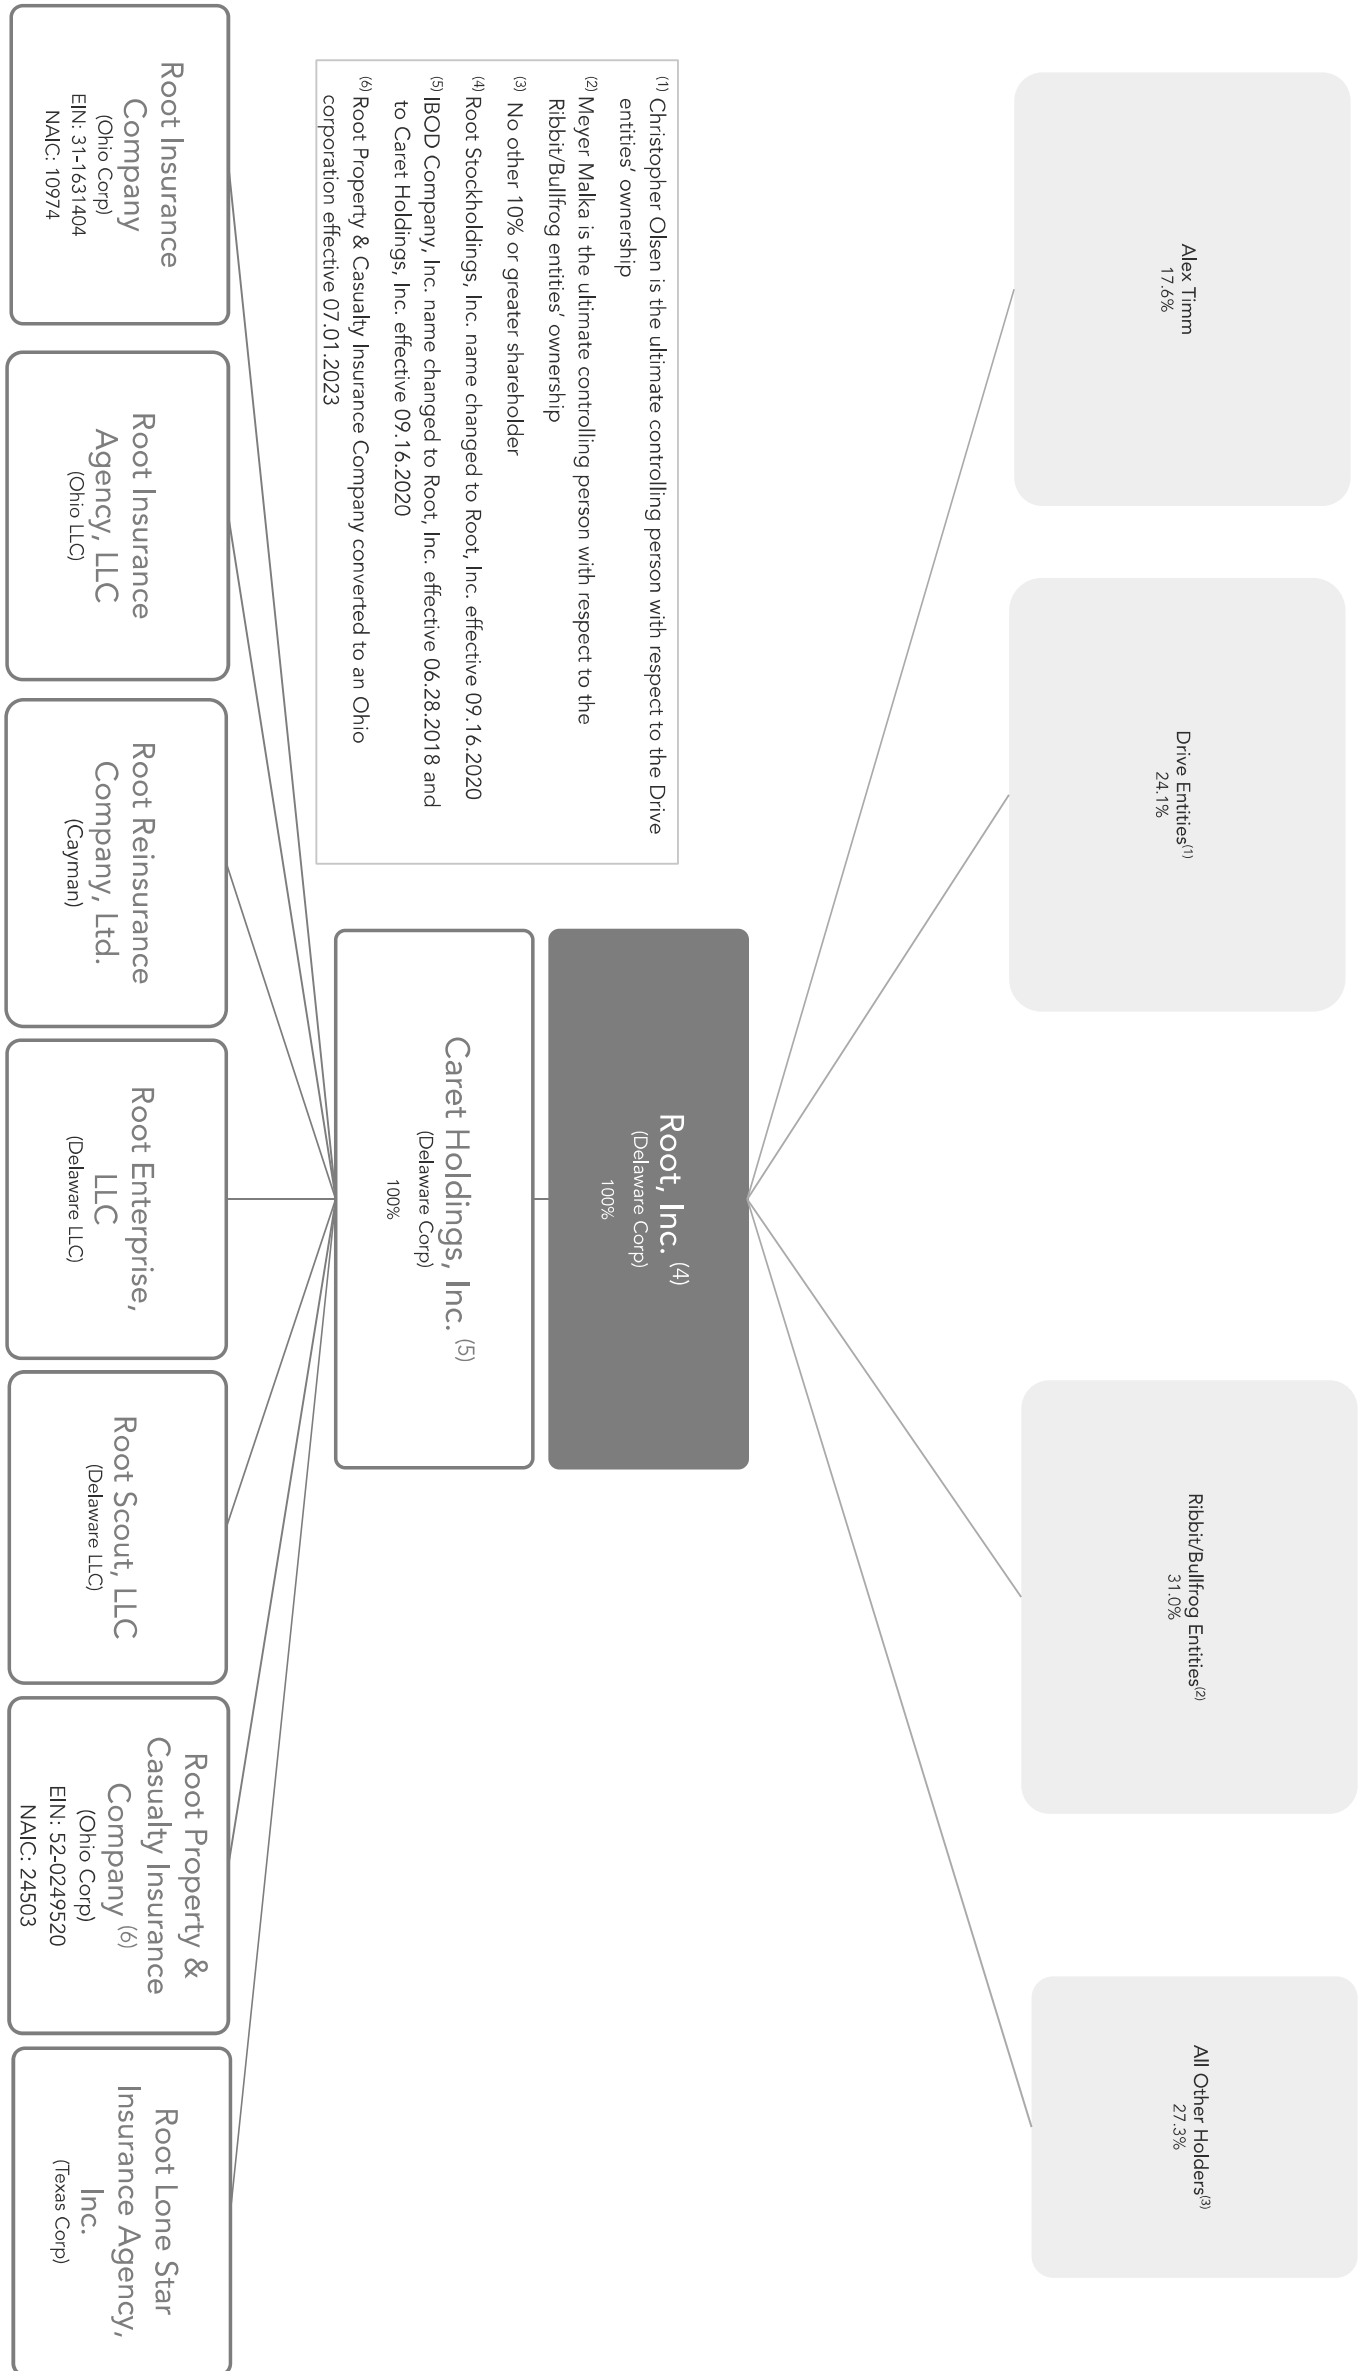 Alex Timm
17.6%
Drive Entities(1)
24.1%
Ribbit/Bullfrog Entities(2)
31.0%
All Other Holders(3)
27.3%
(1) Christopher Olsen is the ultimate controlling person with respect to the Drive
entities’ ownership
(2) Meyer Malka is the ultimate controlling person with respect to the
Ribbit/Bullfrog entities’ ownership
(3) No other 10% or greater shareholder
(4) Root Stockholdings, Inc. name changed to Root, Inc. effective 09.16.2020
(5) IBOD Company, Inc. name changed to Root, Inc. effective 06.28.2018 and
to Caret Holdings, Inc. effective 09.16.2020
(6) Root Property & Casualty Insurance Company converted to an Ohio
corporation effective 07.01.2023
Root, Inc. (4)
(Delaware Corp)
100%
Caret Holdings, Inc. (5)
(Delaware Corp)
100%
Root Insurance
Company
(Ohio Corp)
EIN: 31-1631404
NAIC: 10974
Root Insurance
Agency, LLC
(Ohio LLC)
Root Reinsurance
Company, Ltd.
(Cayman)
Root Enterprise,
LLC
(Delaware LLC)
Root Scout, LLC
(Delaware LLC)
Root Property &
Casualty Insurance
Company (6)
(Ohio Corp)
EIN: 52-0249520
NAIC: 24503
Root Lone Star
Insurance Agency,
Inc.
(Texas Corp)